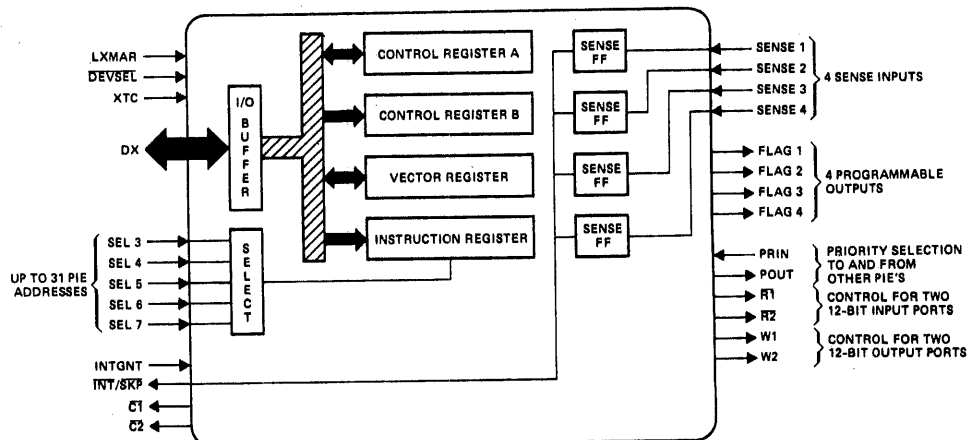 LXMAR
DEVSEL
XTC
DX
I/O
BUFFER
CONTROL REGISTER A
CONTROL REGISTER B
VECTOR REGISTER
INSTRUCTION REGISTER
SENSE
FF
SENSE
FF
SENSE
FF
SENSE
FF
SENSE 1
SENSE 2
SENSE 3
SENSE 4
4 SENSE INPUTS
FLAG 1
FLAG 2
FLAG 3
FLAG 4
4 PROGRAMMABLE
OUTPUTS
UP TO 31 PIE
ADDRESSES
SEL 3
SEL 4
SEL 5
SEL 6
SEL 7
SELECT
PRIN
POUT
PRIORITY SELECTION
TO AND FROM
OTHER PIE'S
R1
R2
CONTROL FOR TWO
12-BIT INPUT PORTS
W1
W2
CONTROL FOR TWO
12-BIT OUTPUT PORTS
INTGNT
INT/SKP
C1
C2